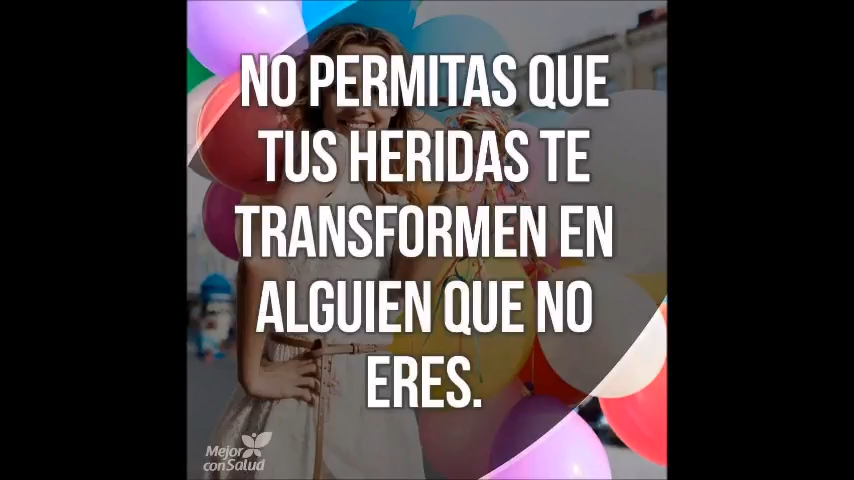 NO PERMITAS QUE
TUS HERIDAS TE
TRANSFORMEN EN
ALGUIEN QUE NO
ERES.
Mejor
conSalud